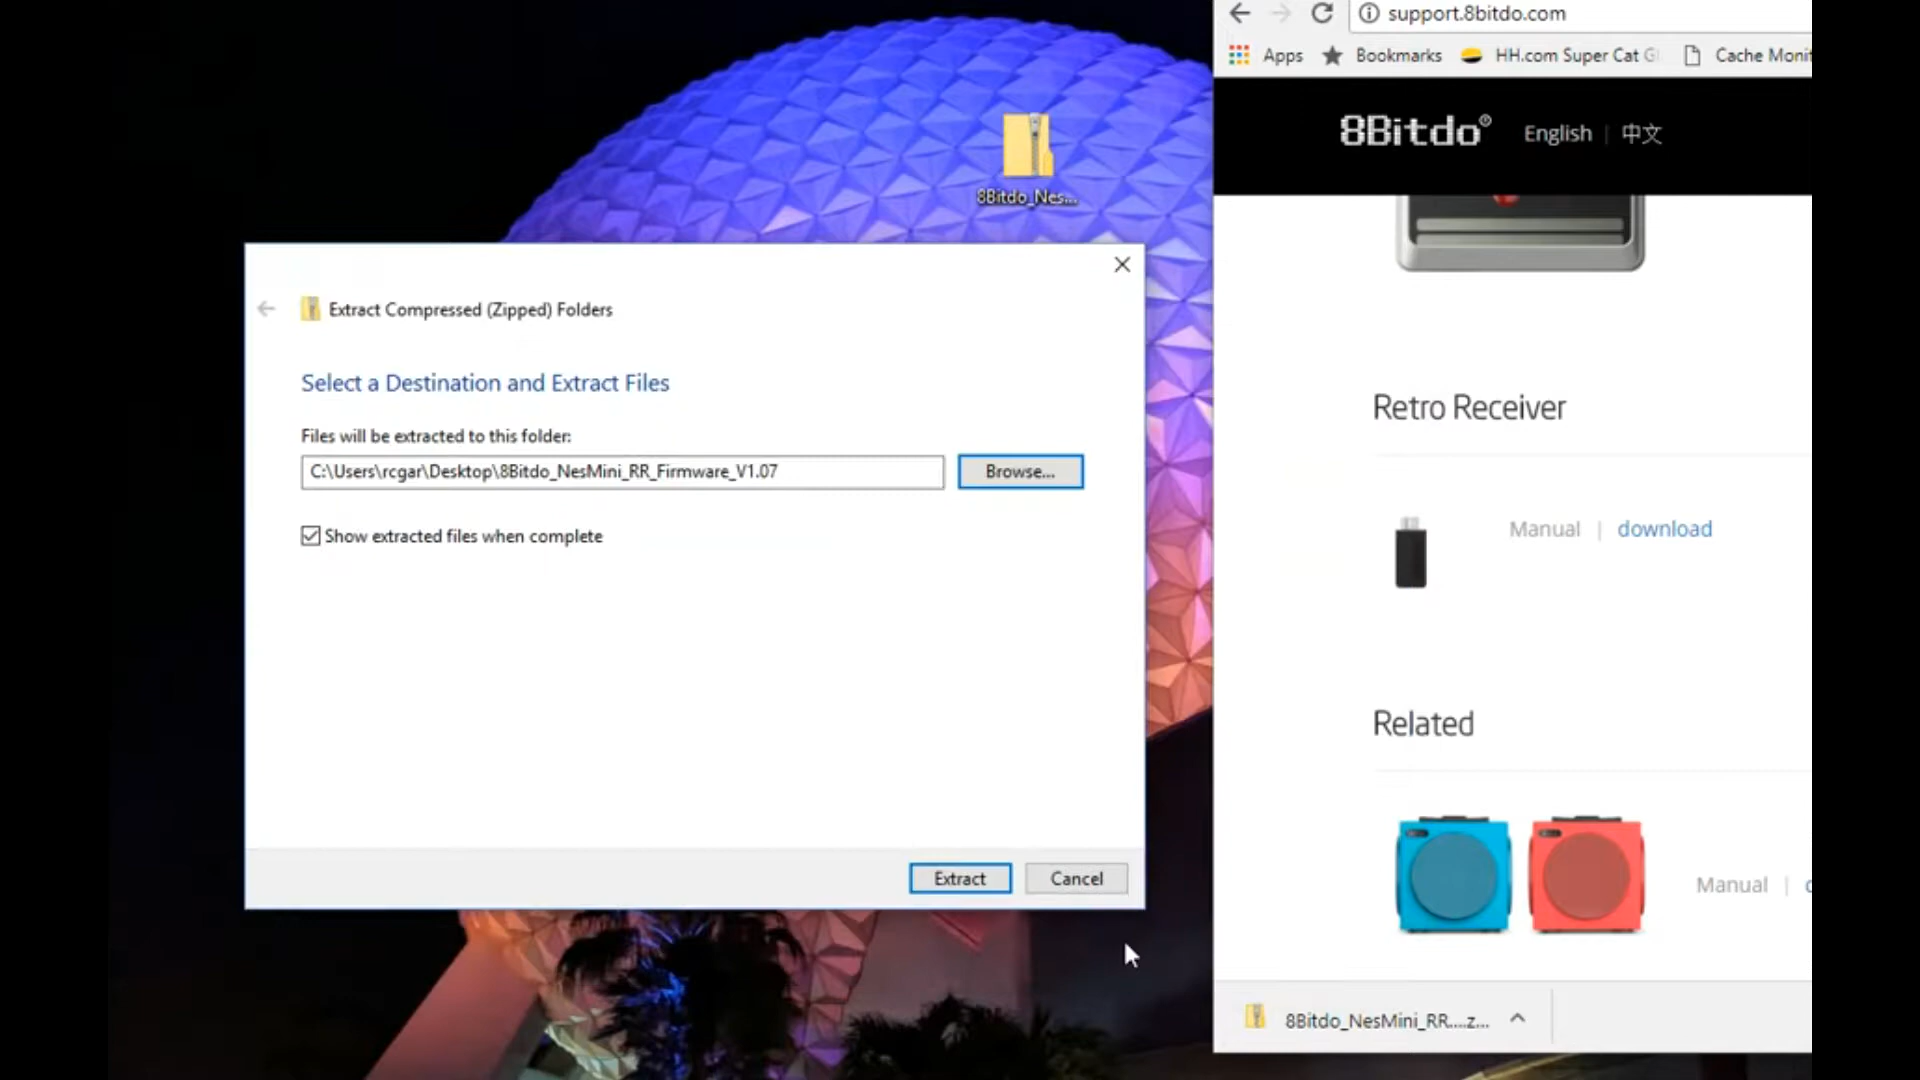 support.8bitdo.com
Apps
Bookmarks
HH.com Super Cat G
Cache Monit
8Bitdo®
English | 中文
8Bitdo_Nes...
Extract Compressed (Zipped) Folders
Select a Destination and Extract Files
Files will be extracted to this folder:
C:\Users\rcgar\Desktop\8Bitdo_NesMini_RR_Firmware_V1.07
Browse...
Show extracted files when complete
Extract
Cancel
Retro Receiver
Manual | download
Related
Manual |
8Bitdo_NesMini_RR....z...